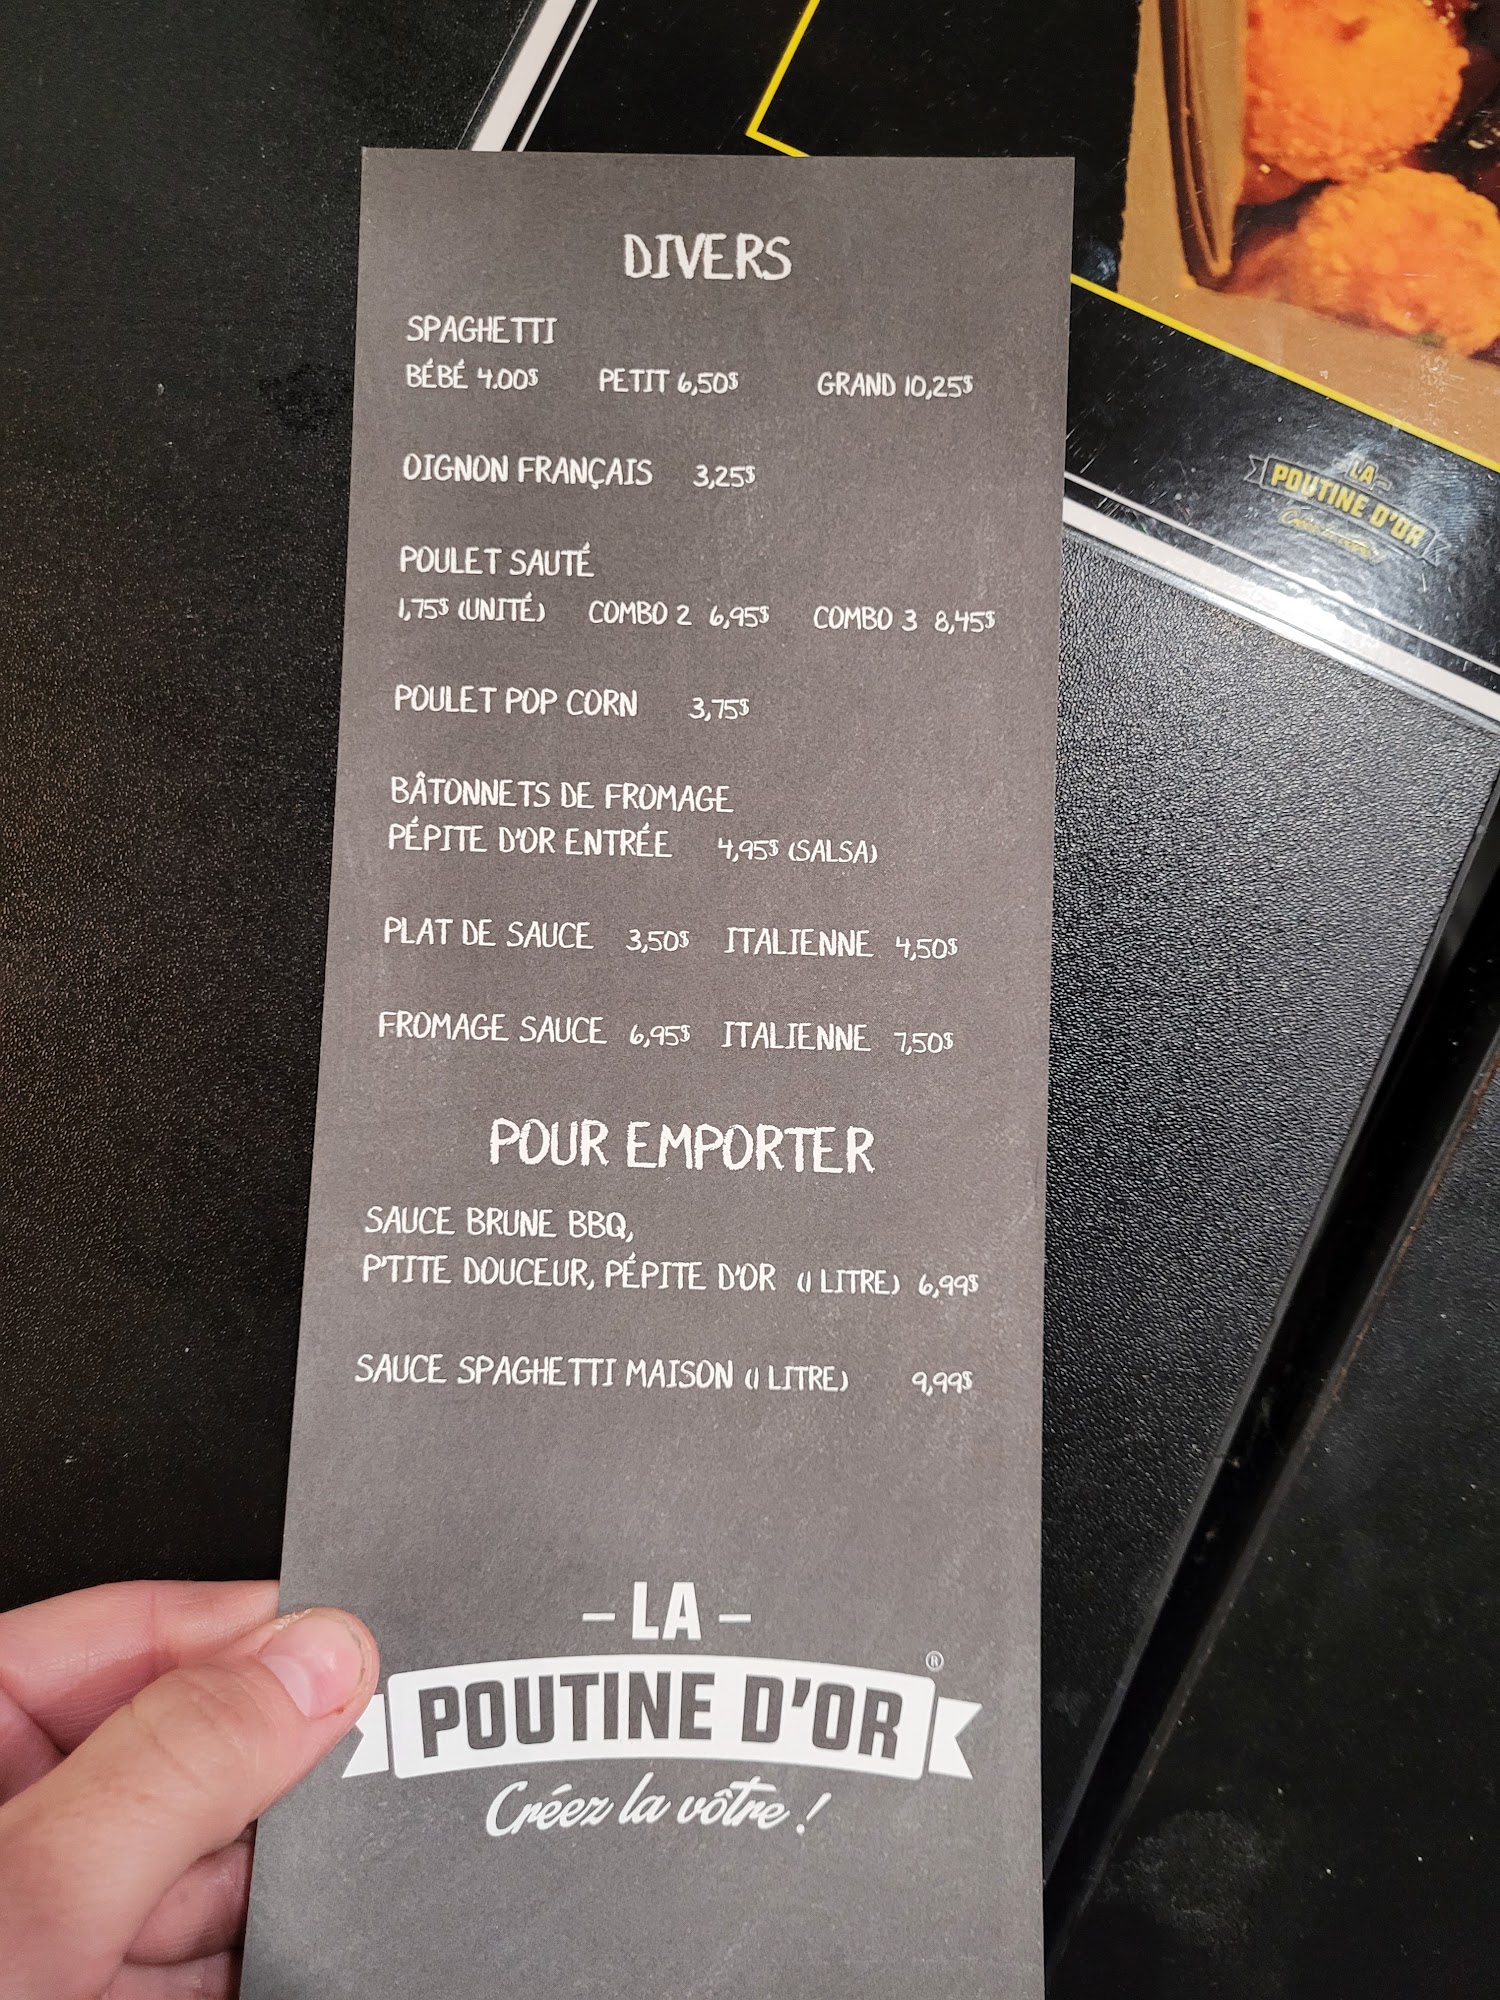 DIVERS
SPAGHETTI
BÉBÉ 4.00$ PETIT 6,50$ GRAND 10,25$
OIGNON FRANÇAIS 3,25$
POULET SAUTÉ
1,75$ (UNITÉ) COMBO 2 6,95$ COMBO 3 8,45$
POULET POP CORN 3,75$
BÂTONNETS DE FROMAGE
PÉPITE D'OR ENTRÉE 4,95$ (SALSA)
PLAT DE SAUCE 3,50$ ITALIENNE 4,50$
FROMAGE SAUCE 6,95$ ITALIENNE 7,50$
POUR EMPORTER
SAUCE BRUNE BBQ,
P'TITE DOUCEUR, PÉPITE D'OR (1 LITRE) 6,99$
SAUCE SPAGHETTI MAISON (1 LITRE) 9,99$
- LA -
POUTINE D'OR ®
Créez la vôtre !
LA
POUTINE D'OR